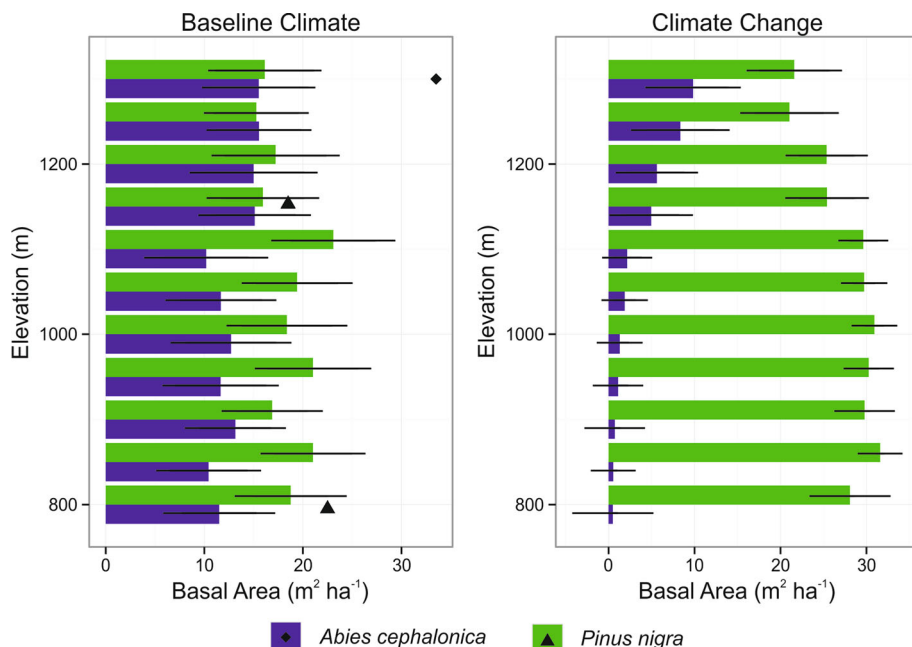 Baseline Climate
Climate Change
Elevation (m)
1200
1000
800
0
10
20
30
Basal Area (m² ha⁻¹)
Elevation (m)
1200
1000
800
0
10
20
30
Basal Area (m² ha⁻¹)
Abies cephalonica
Pinus nigra